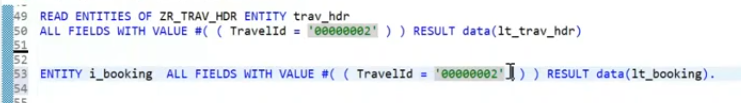 49 READ ENTITIES OF ZR_TRAV_HDR ENTITY trav_hdr
50 ALL FIELDS WITH VALUE #( ( TravelId = '00000002' ) ) RESULT data(lt_trav_hdr)
51
52
53 ENTITY i_booking ALL FIELDS WITH VALUE #( ( TravelId = '00000002' ) ) RESULT data(lt_booking).
54